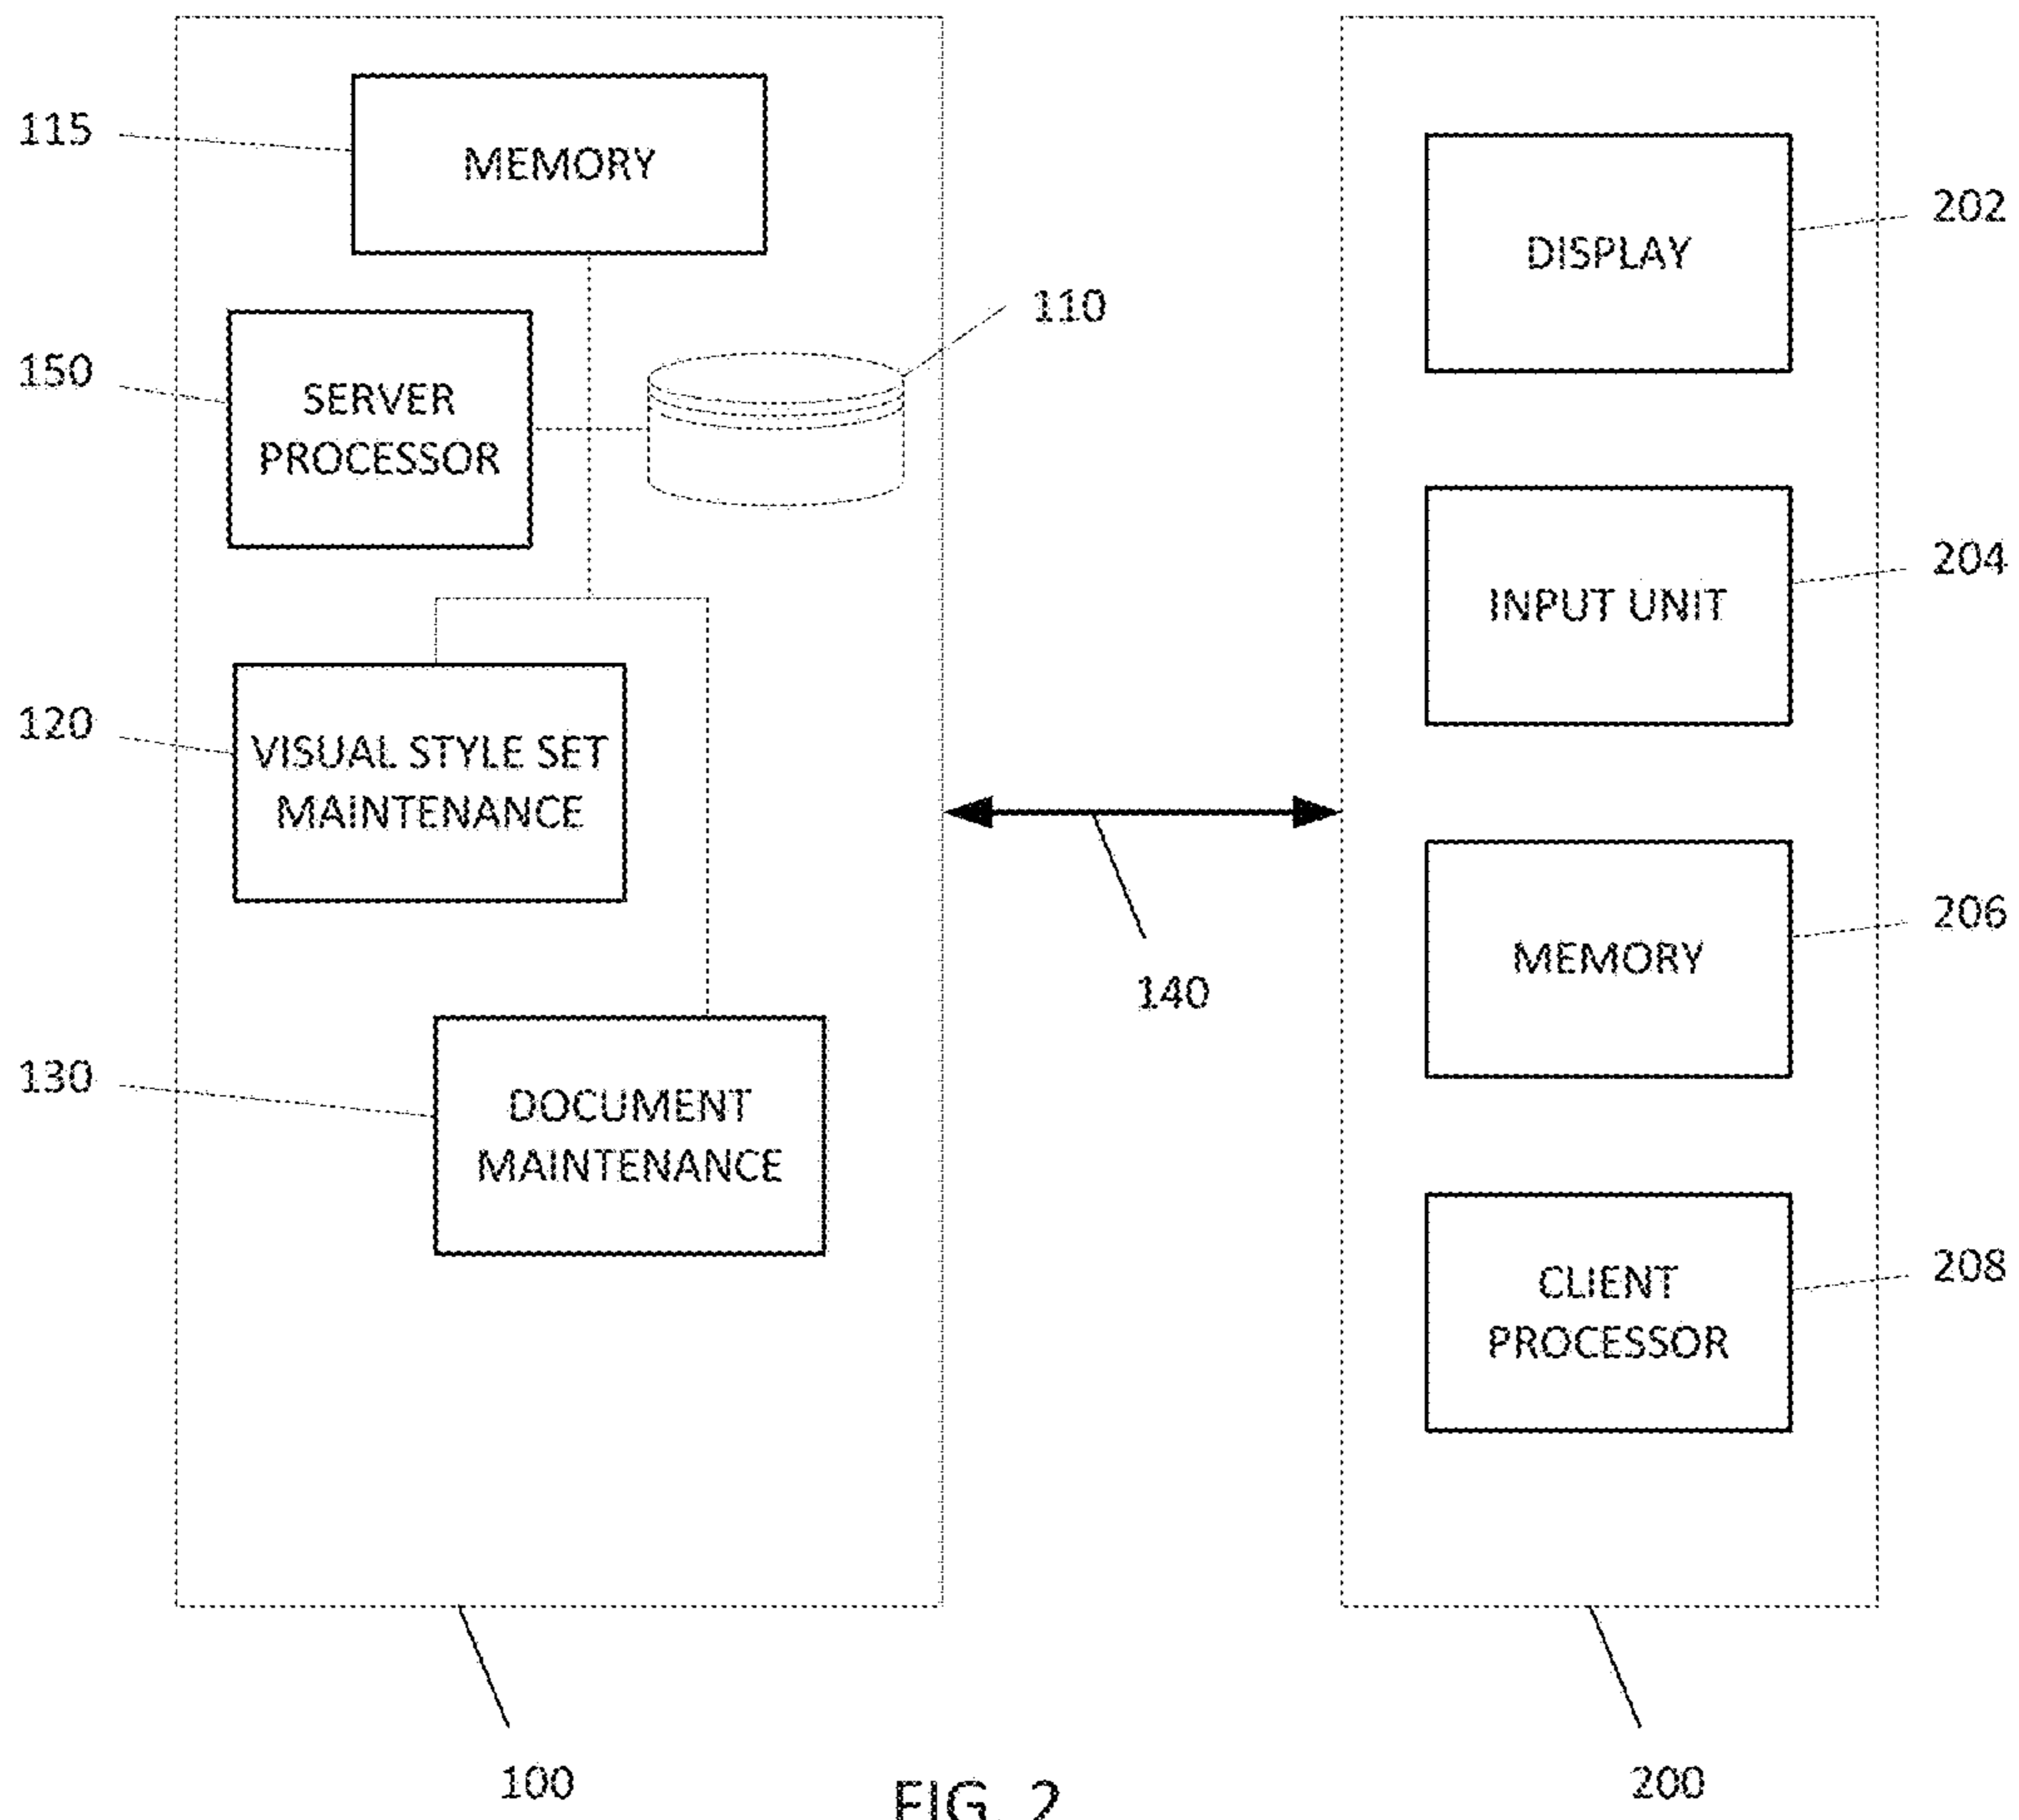 115
MEMORY
110
150
SERVER
PROCESSOR
120
VISUAL STYLE SET
MAINTENANCE
130
DOCUMENT
MAINTENANCE
140
DISPLAY
202
INPUT UNIT
204
MEMORY
206
CLIENT
PROCESSOR
208
100
200
FIG. 2